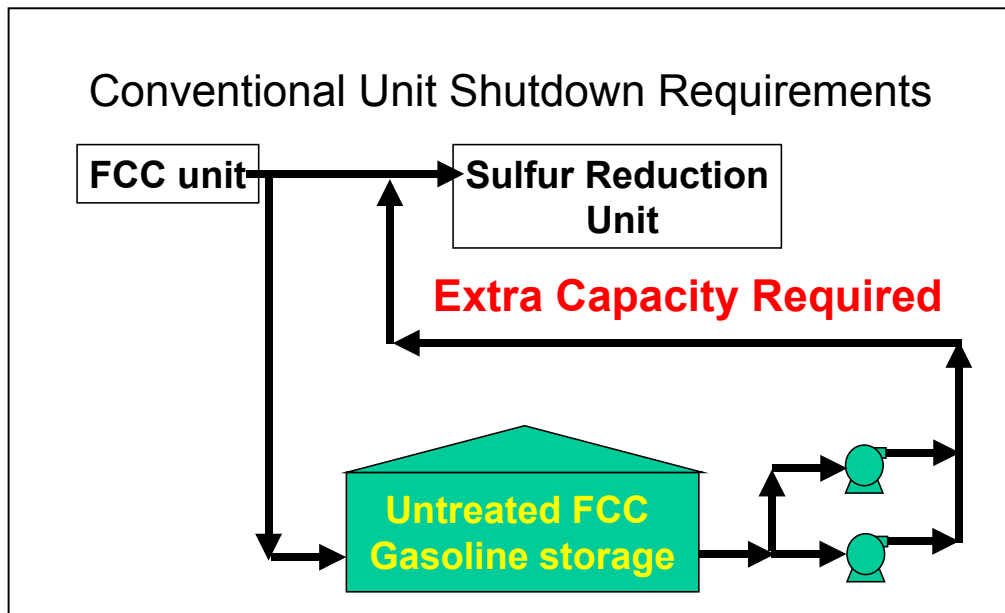 Conventional Unit Shutdown Requirements
FCC unit
Sulfur Reduction
Unit
Extra Capacity Required
Untreated FCC
Gasoline storage